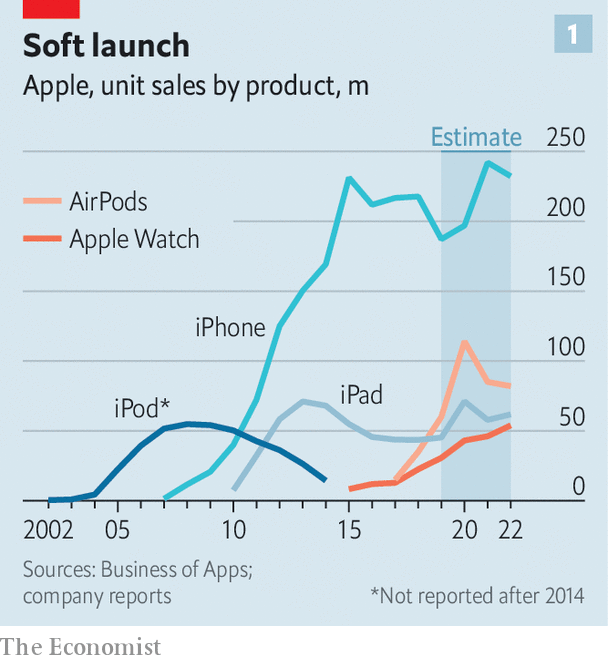 Soft launch
1
Apple, unit sales by product, m
Estimate
250
AirPods
200
Apple Watch
150
iPhone
100
iPad
iPod*
50
0
2002 05 10 15 20 22
Sources: Business of Apps;
company reports
*Not reported after 2014
The Economist